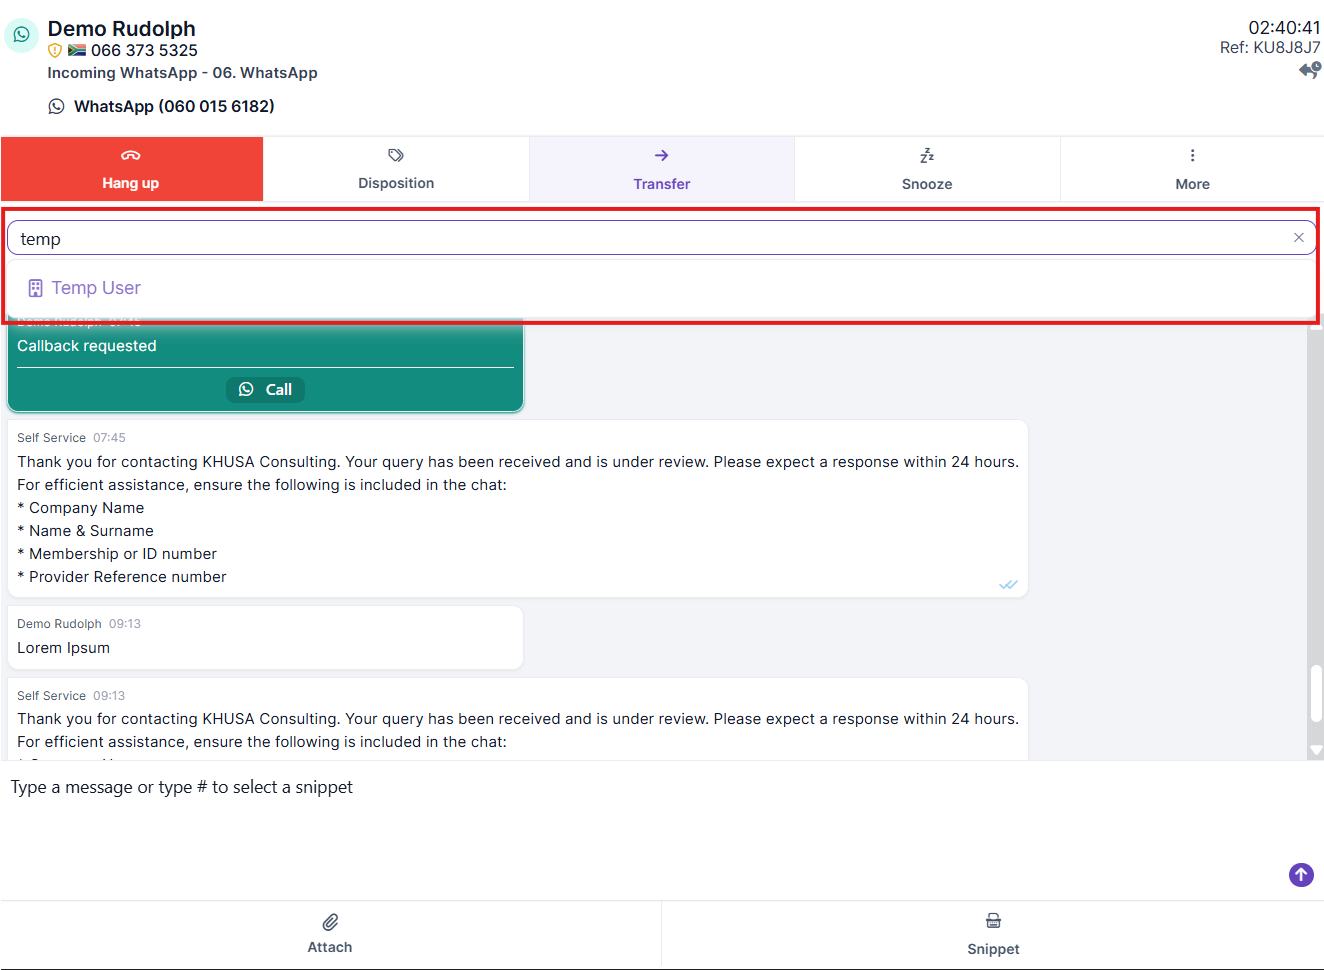 Demo Rudolph
02:40:41
066 373 5325
Ref: KU8J8J7
Incoming WhatsApp - 06. WhatsApp
WhatsApp (060 015 6182)
Hang up
Disposition
Transfer
Snooze
More
temp
Temp User
Callback requested
Call
Self Service 07:45
Thank you for contacting KHUSA Consulting. Your query has been received and is under review. Please expect a response within 24 hours.
For efficient assistance, ensure the following is included in the chat:
* Company Name
* Name & Surname
* Membership or ID number
* Provider Reference number
Demo Rudolph 09:13
Lorem Ipsum
Self Service 09:13
Thank you for contacting KHUSA Consulting. Your query has been received and is under review. Please expect a response within 24 hours.
For efficient assistance, ensure the following is included in the chat:
Type a message or type # to select a snippet
Attach
Snippet